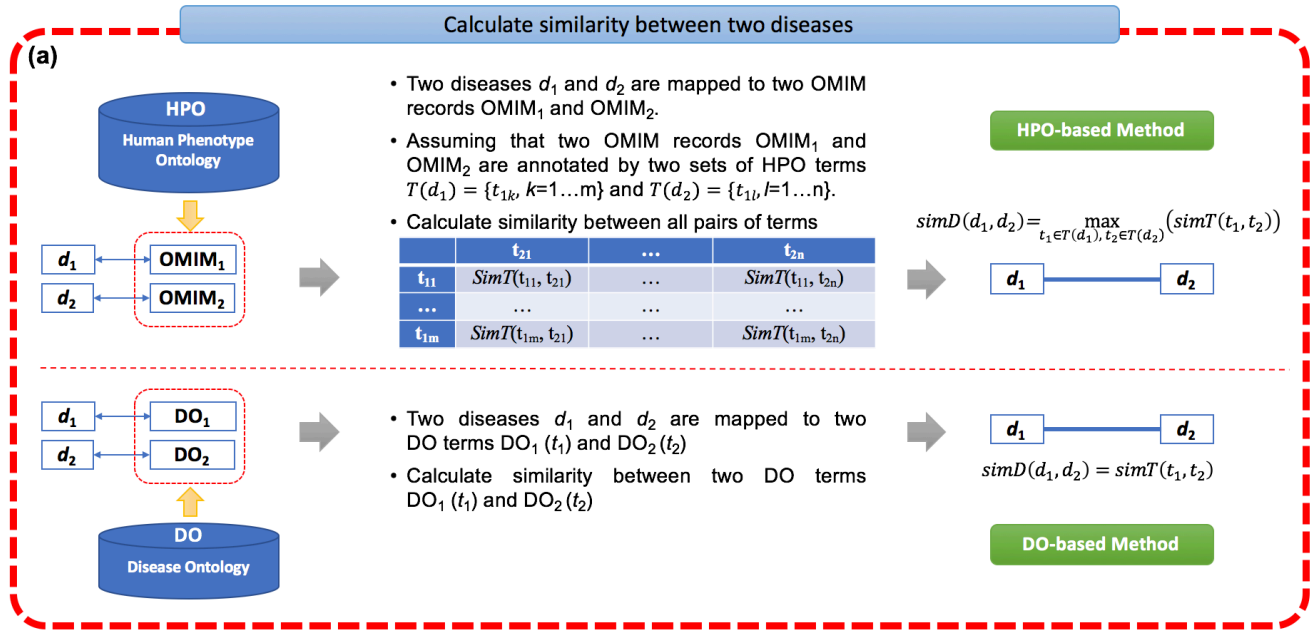 Calculate similarity between two diseases
(a)
HPO
Human Phenotype
Ontology
d₁
OMIM₁
d₂
OMIM₂
• Two diseases d₁ and d₂ are mapped to two OMIM
records OMIM₁ and OMIM₂.
• Assuming that two OMIM records OMIM₁ and
OMIM₂ are annotated by two sets of HPO terms
T(d₁) = {t₁ₖ, k=1…m} and T(d₂) = {t₁ₗ, l=1…n}.
• Calculate similarity between all pairs of terms
t₂₁ … t₂ₙ
t₁₁ SimT(t₁₁, t₂₁) … SimT(t₁₁, t₂ₙ)
… … … …
t₁ₘ SimT(t₁ₘ, t₂₁) … SimT(t₁ₘ, t₂ₙ)
HPO-based Method
simD(d₁, d₂)= max (simT(t₁, t₂))
t₁∈T(d₁), t₂∈T(d₂)
d₁ d₂
d₁
DO₁
d₂
DO₂
DO
Disease Ontology
• Two diseases d₁ and d₂ are mapped to two
DO terms DO₁ (t₁) and DO₂ (t₂)
• Calculate similarity between two DO terms
DO₁ (t₁) and DO₂ (t₂)
d₁ d₂
simD(d₁, d₂) = simT(t₁, t₂)
DO-based Method